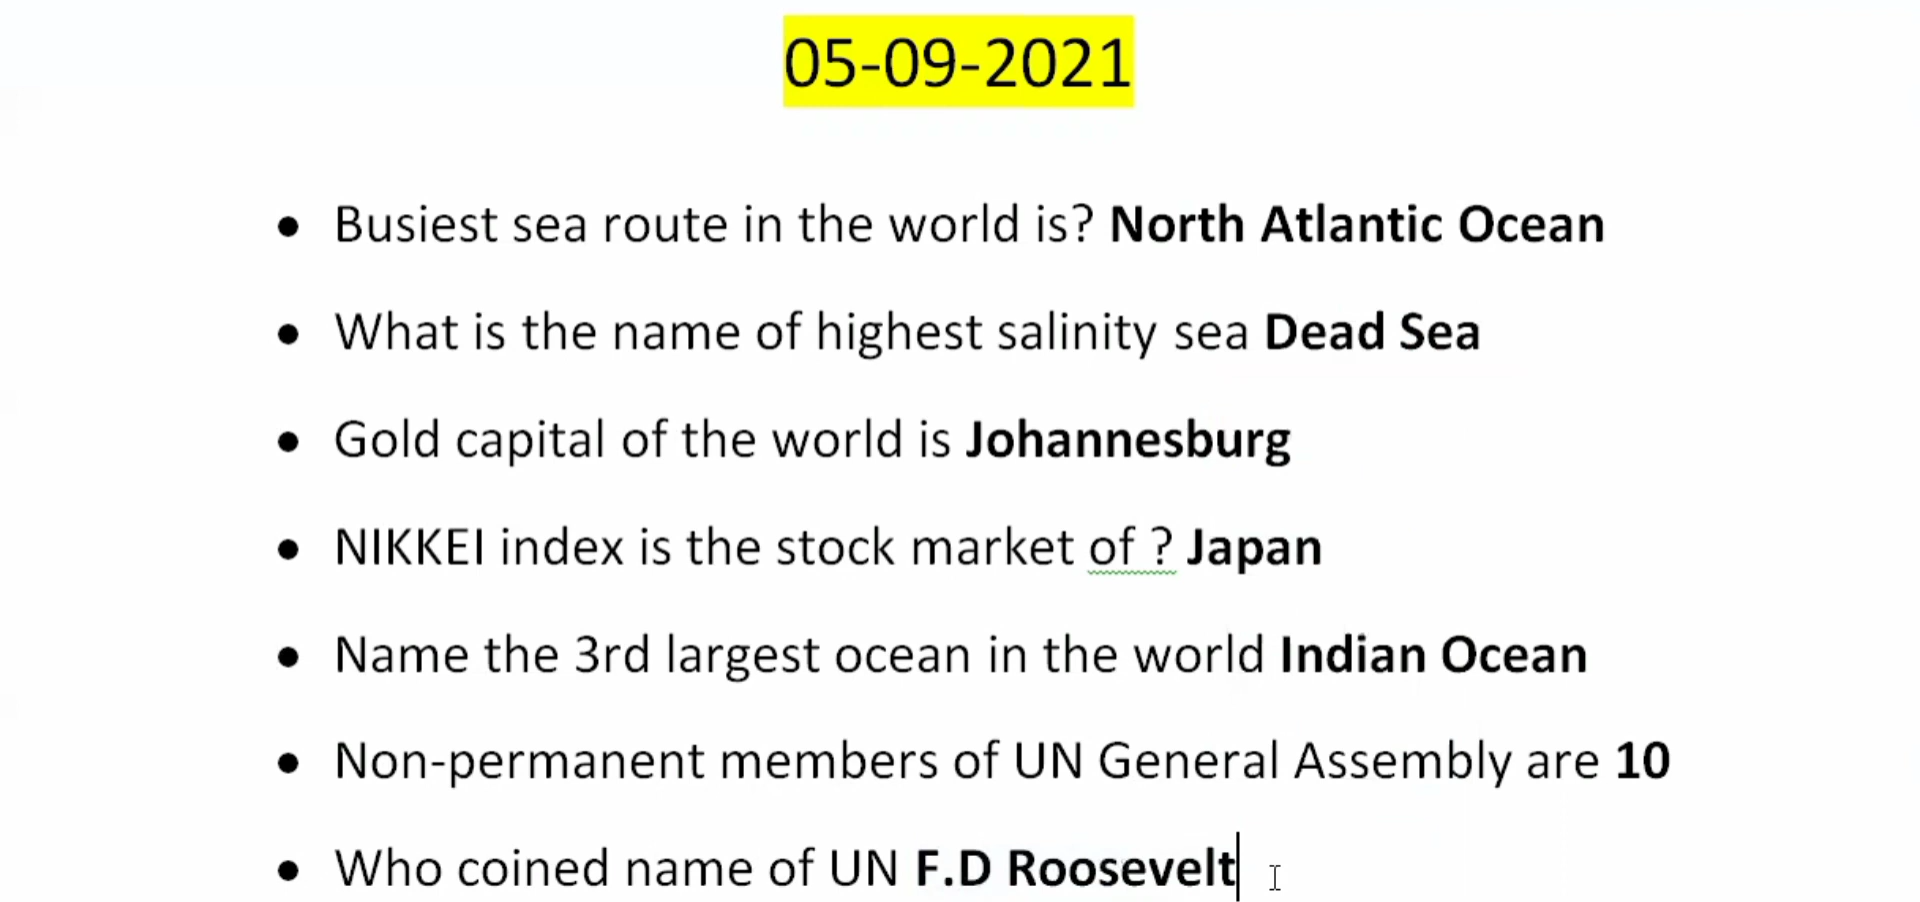 05-09-2021
• Busiest sea route in the world is? North Atlantic Ocean
• What is the name of highest salinity sea Dead Sea
• Gold capital of the world is Johannesburg
• NIKKEI index is the stock market of ? Japan
• Name the 3rd largest ocean in the world Indian Ocean
• Non-permanent members of UN General Assembly are 10
• Who coined name of UN F.D Roosevelt